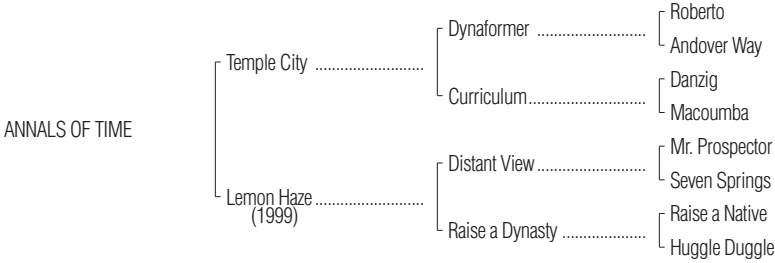 Roberto
Dynaformer ..........................
Andover Way
Temple City ..........................
Danzig
Curriculum............................
Macoumba
ANNALS OF TIME
Mr. Prospector
Distant View..........................
Seven Springs
Lemon Haze ..........................
(1999)
Raise a Native
Raise a Dynasty ....................
Huggle Duggle